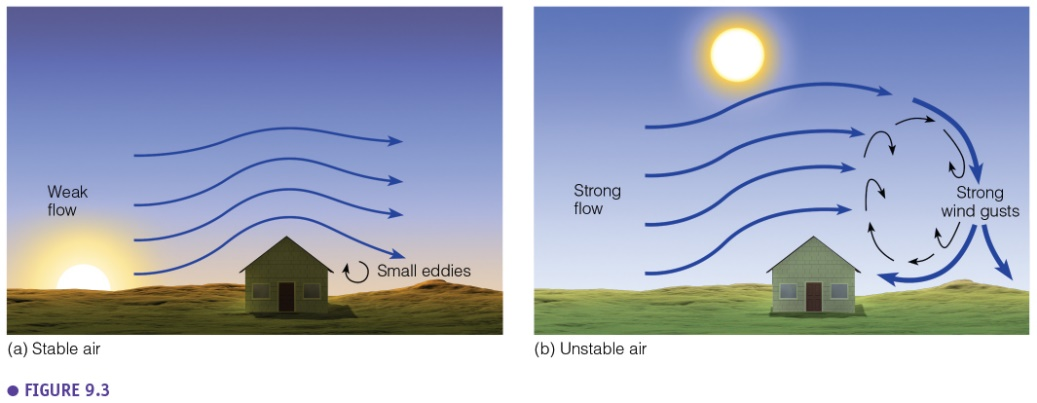 Weak
flow
Small eddies
(a) Stable air
Strong
flow
Strong
wind gusts
(b) Unstable air
● FIGURE 9.3